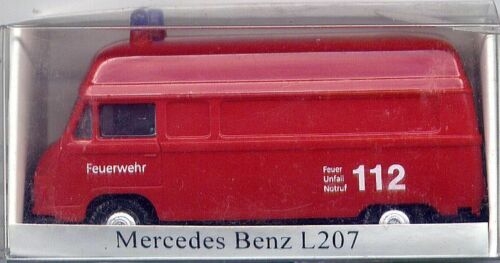 Feuerwehr
Feuer
Unfall
Notruf
112
Mercedes Benz L207